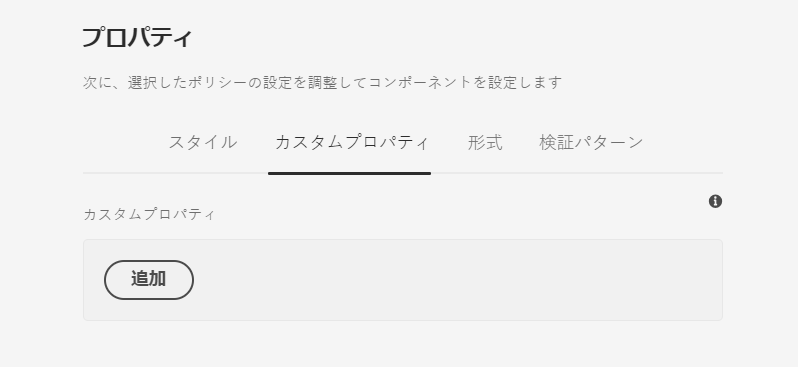 プロパティ
次に、選択したポリシーの設定を調整してコンポーネントを設定します
スタイル カスタムプロパティ 形式 検証パターン
カスタムプロパティ
追加